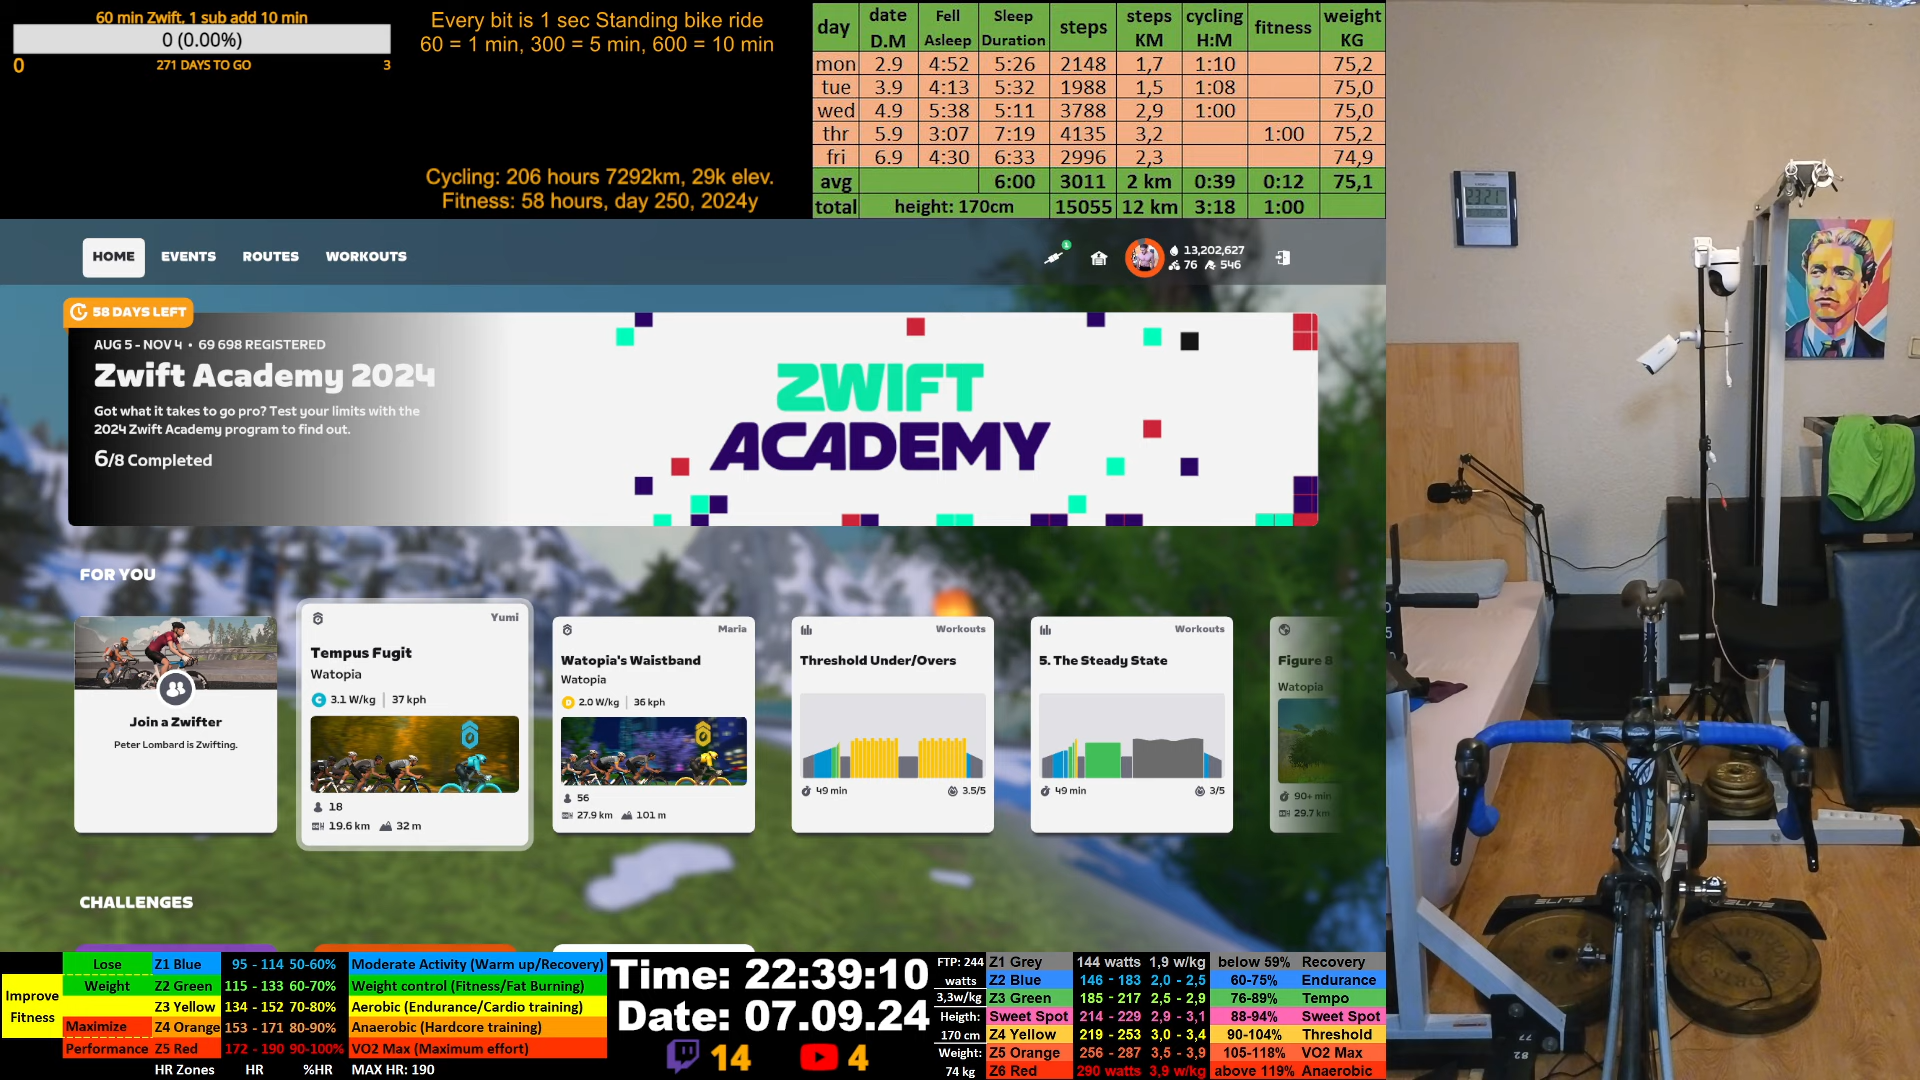 60 min Zwift, 1 sub add 10 min
0 (0.00%)
0 271 DAYS TO GO 3
Every bit is 1 sec Standing bike ride
60 = 1 min, 300 = 5 min, 600 = 10 min
Cycling: 206 hours 7292km, 29k elev.
Fitness: 58 hours, day 250, 2024y
day date D.M Fell Asleep Sleep Duration steps steps KM cycling H:M fitness weight KG
mon 2.9 4:52 5:26 2148 1,7 1:10 75,2
tue 3.9 4:13 5:32 1988 1,5 1:08 75,0
wed 4.9 5:38 5:11 3788 2,9 1:00 75,0
thr 5.9 3:07 7:19 4135 3,2 1:00 75,2
fri 6.9 4:30 6:33 2996 2,3 74,9
avg 6:00 3011 2 km 0:39 0:12 75,1
total height: 170cm 15055 12 km 3:18 1:00
HOME EVENTS ROUTES WORKOUTS
1
13,202,627
76 546
58 DAYS LEFT
AUG 5 - NOV 4 • 69 698 REGISTERED
Zwift Academy 2024
Got what it takes to go pro? Test your limits with the
2024 Zwift Academy program to find out.
6/8 Completed
ZWIFT
ACADEMY
FOR YOU
Join a Zwifter
Peter Lombard is Zwifting.
Yumi
Tempus Fugit
Watopia
C 3.1 W/kg | 37 kph
18
19.6 km 32 m
Maria
Watopia's Waistband
Watopia
D 2.0 W/kg | 36 kph
56
27.9 km 101 m
Workouts
Threshold Under/Overs
49 min 3.5/5
Workouts
5. The Steady State
49 min 3/5
Figure 8
Watopia
90+ min
29.7 km
CHALLENGES
Improve Fitness
Lose Weight
Maximize Performance
Z1 Blue 95 - 114 50-60% Moderate Activity (Warm up/Recovery)
Z2 Green 115 - 133 60-70% Weight control (Fitness/Fat Burning)
Z3 Yellow 134 - 152 70-80% Aerobic (Endurance/Cardio training)
Z4 Orange 153 - 171 80-90% Anaerobic (Hardcore training)
Z5 Red 172 - 190 90-100% VO2 Max (Maximum effort)
HR Zones HR %HR MAX HR: 190
Time: 22:39:10
Date: 07.09.24
14 4
FTP: 244 Z1 Grey 144 watts 1,9 w/kg below 59% Recovery
watts Z2 Blue 146 - 183 2,0 - 2,5 60-75% Endurance
3,3w/kg Z3 Green 185 - 217 2,5 - 2,9 76-89% Tempo
Heigth: Sweet Spot 214 - 229 2,9 - 3,1 88-94% Sweet Spot
170 cm Z4 Yellow 219 - 253 3,0 - 3,4 90-104% Threshold
Weight: Z5 Orange 256 - 287 3,5 - 3,9 105-118% VO2 Max
74 kg Z6 Red 290 watts 3,9 w/kg above 119% Anaerobic
TREK
ELITE
ELITE
77
82